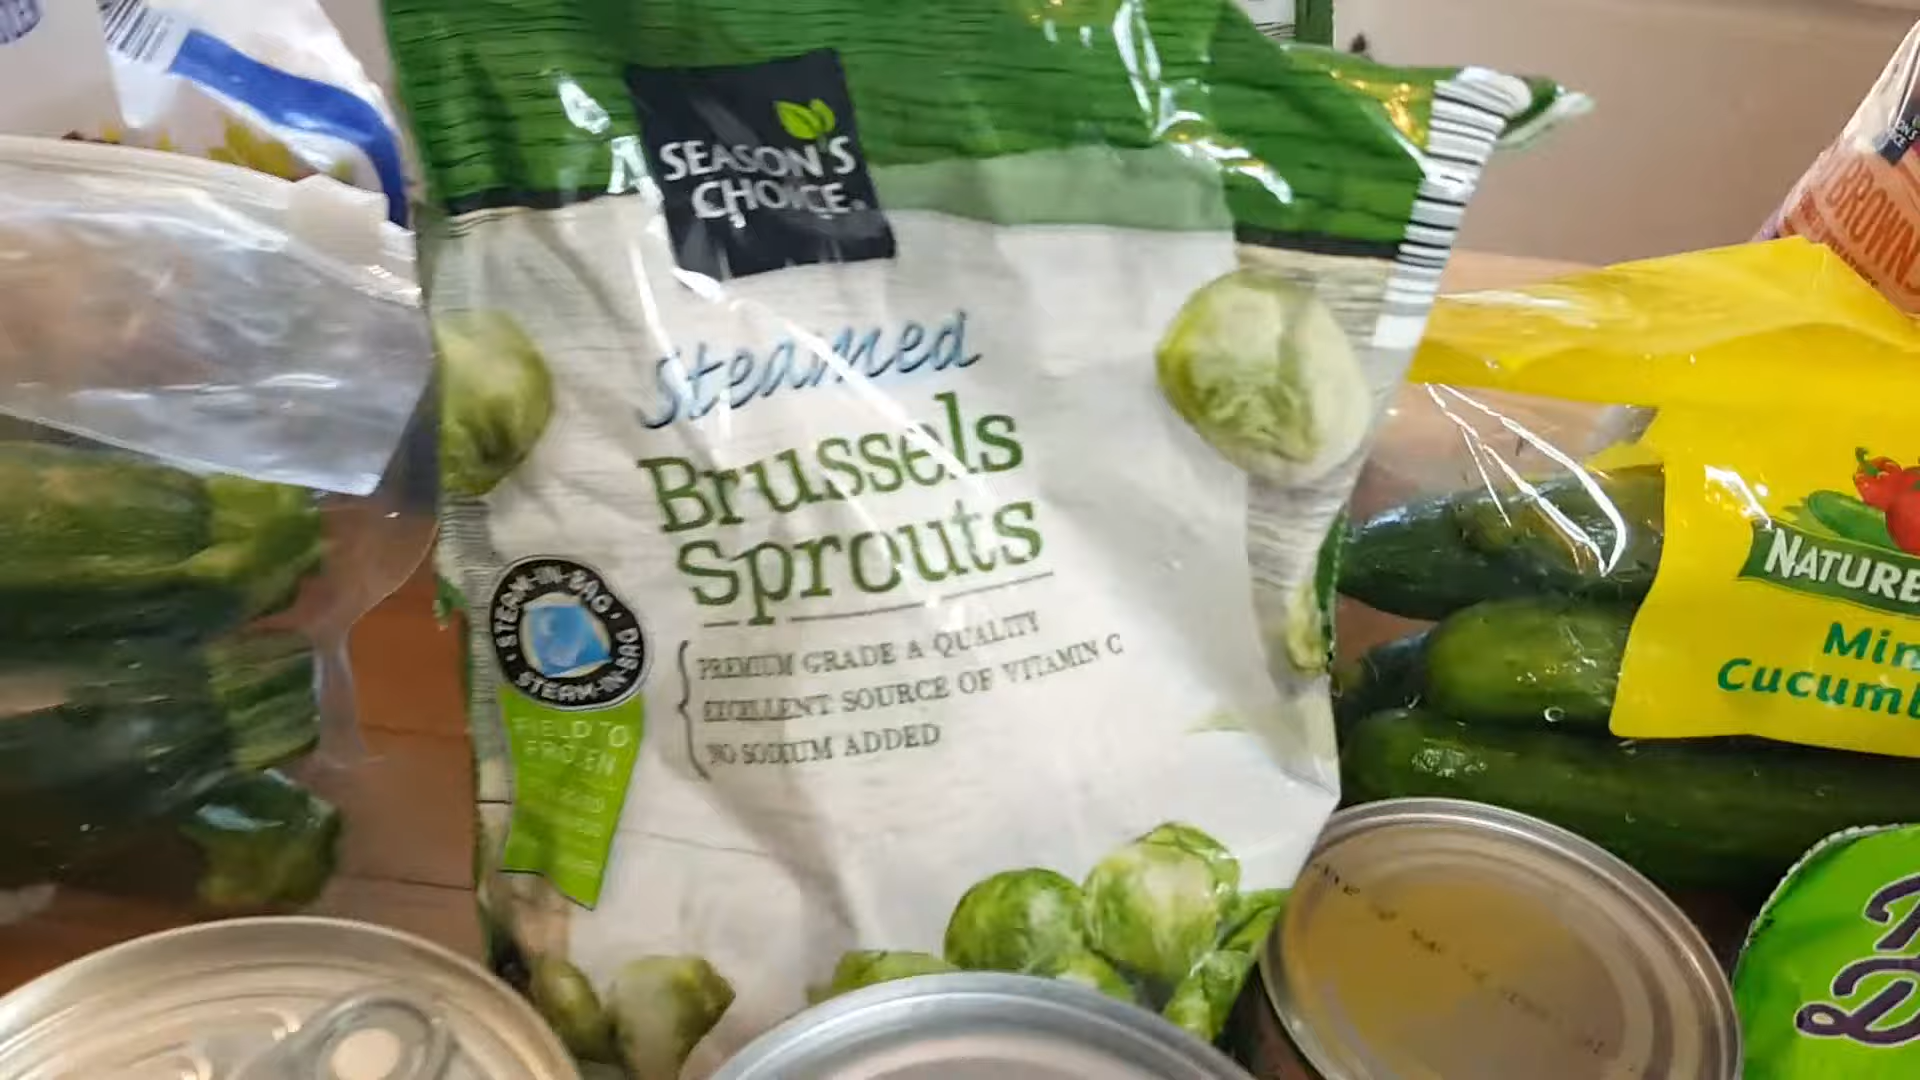 SEASON'S
CHOICE
Steamed
Brussels
Sprouts
PREMIUM GRADE A QUALITY
EXCELLENT SOURCE OF VITAMIN C
NO SODIUM ADDED
STEAM-IN-BAG · STEAM-IN-BAG
FIELD TO
FROZEN
BROWN
NATURE
Min
Cucumb